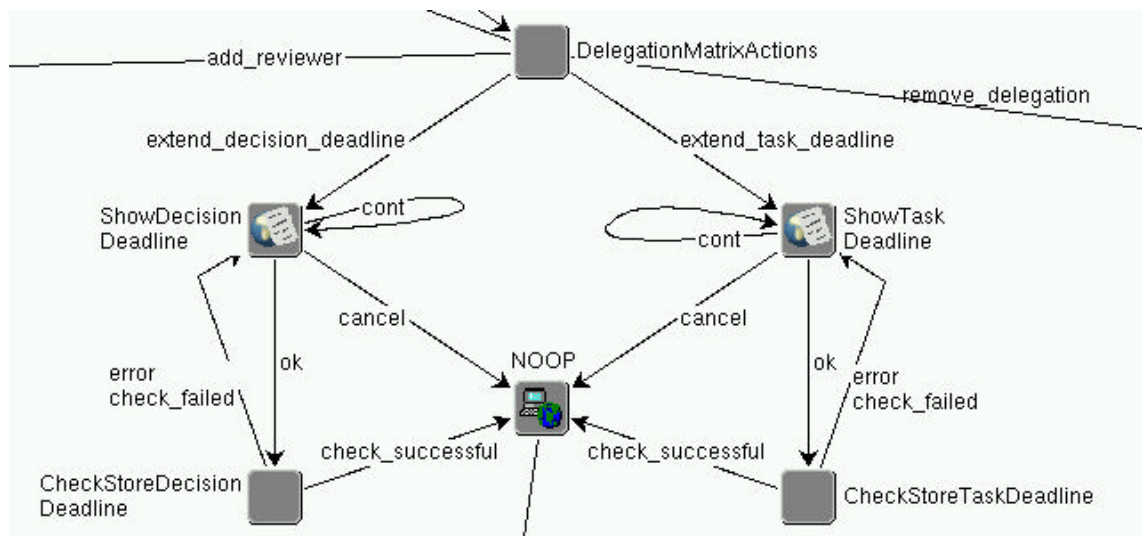 .DelegationMatrixActions
add_reviewer
remove_delegation
extend_decision_deadline
extend_task_deadline
ShowDecision
Deadline
cont
cont
ShowTask
Deadline
cancel
cancel
NOOP
ok
ok
error
check_failed
error
check_failed
check_successful
check_successful
CheckStoreDecision
Deadline
CheckStoreTaskDeadline